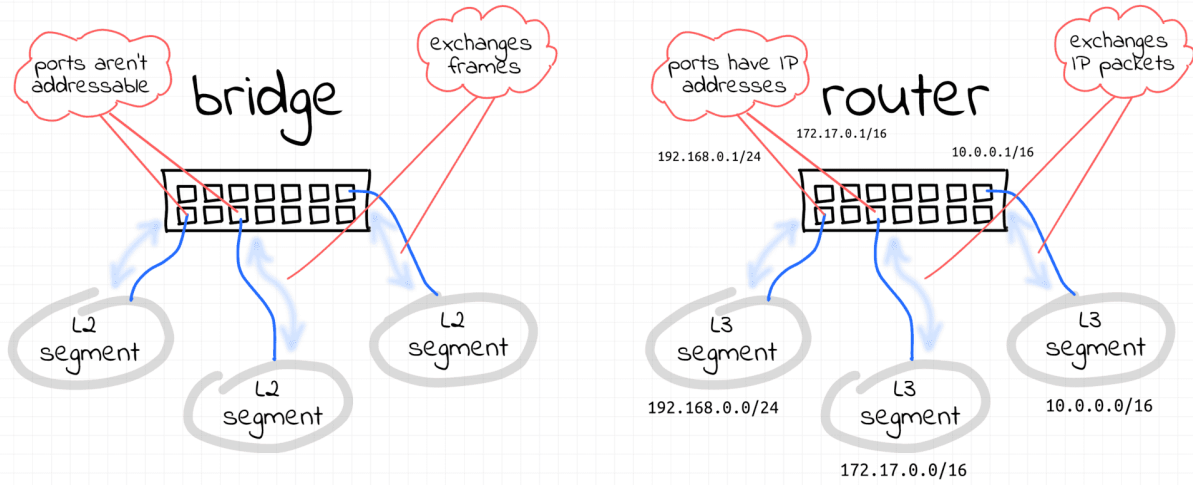 ports aren't
addressable
bridge
exchanges
frames
L2
segment
L2
segment
L2
segment
ports have IP
addresses
router
exchanges
IP packets
192.168.0.1/24
172.17.0.1/16
10.0.0.1/16
L3
segment
192.168.0.0/24
L3
segment
172.17.0.0/16
L3
segment
10.0.0.0/16